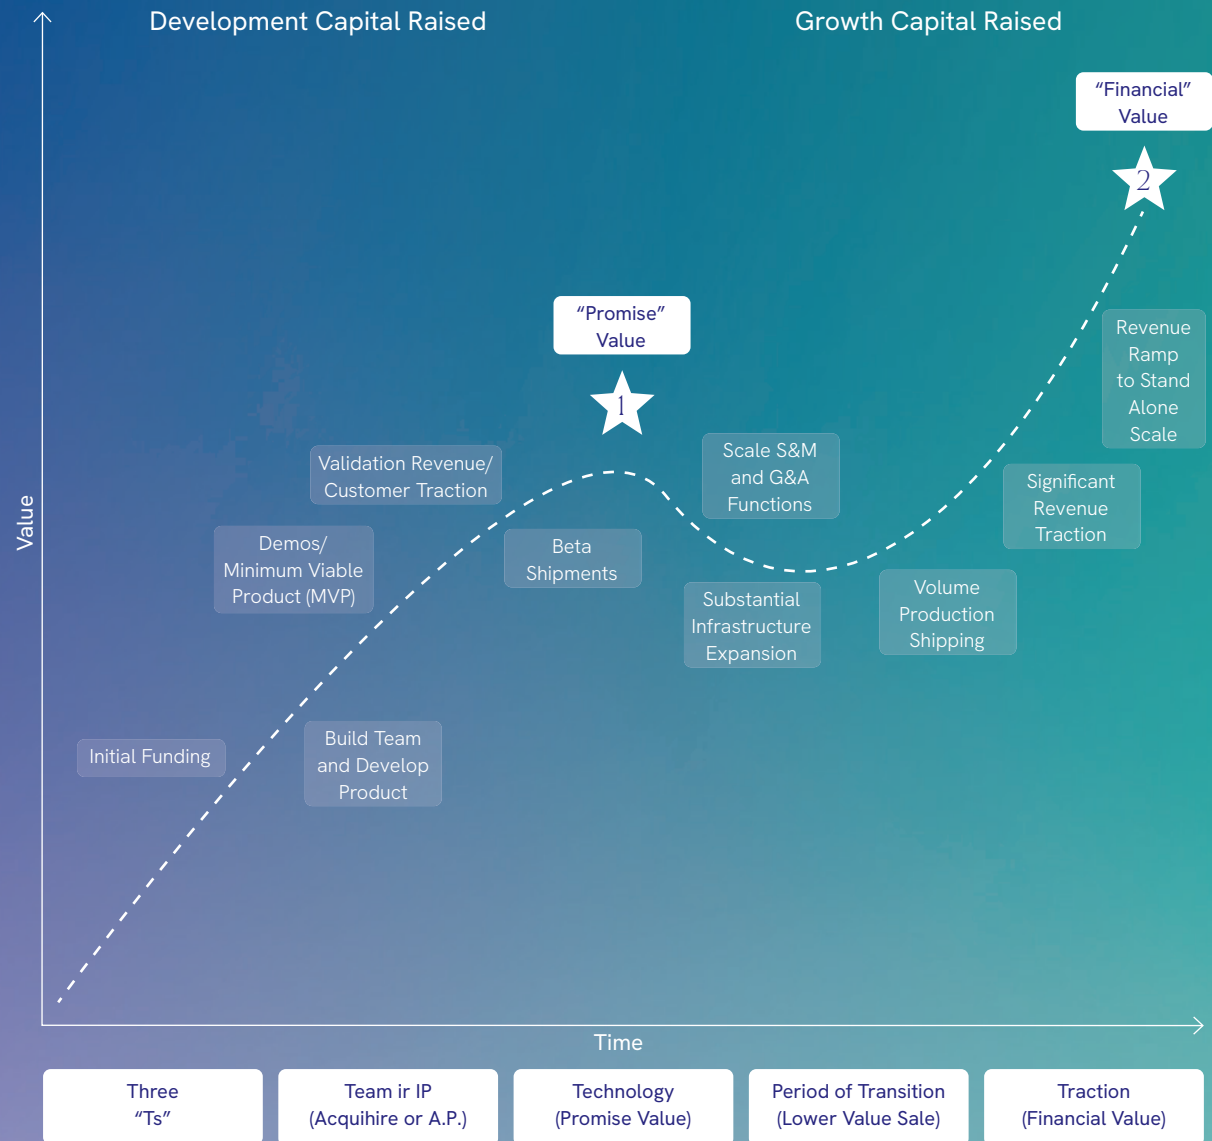 Development Capital Raised
Growth Capital Raised
“Financial”
Value
2
“Promise”
Value
1
Revenue
Ramp
to Stand
Alone
Scale
Scale S&M
and G&A
Functions
Validation Revenue/
Customer Traction
Significant
Revenue
Traction
Value
Demos/
Minimum Viable
Product (MVP)
Beta
Shipments
Substantial
Infrastructure
Expansion
Volume
Production
Shipping
Initial Funding
Build Team
and Develop
Product
Time
Three
“Ts”
Team ir IP
(Acquihire or A.P.)
Technology
(Promise Value)
Period of Transition
(Lower Value Sale)
Traction
(Financial Value)